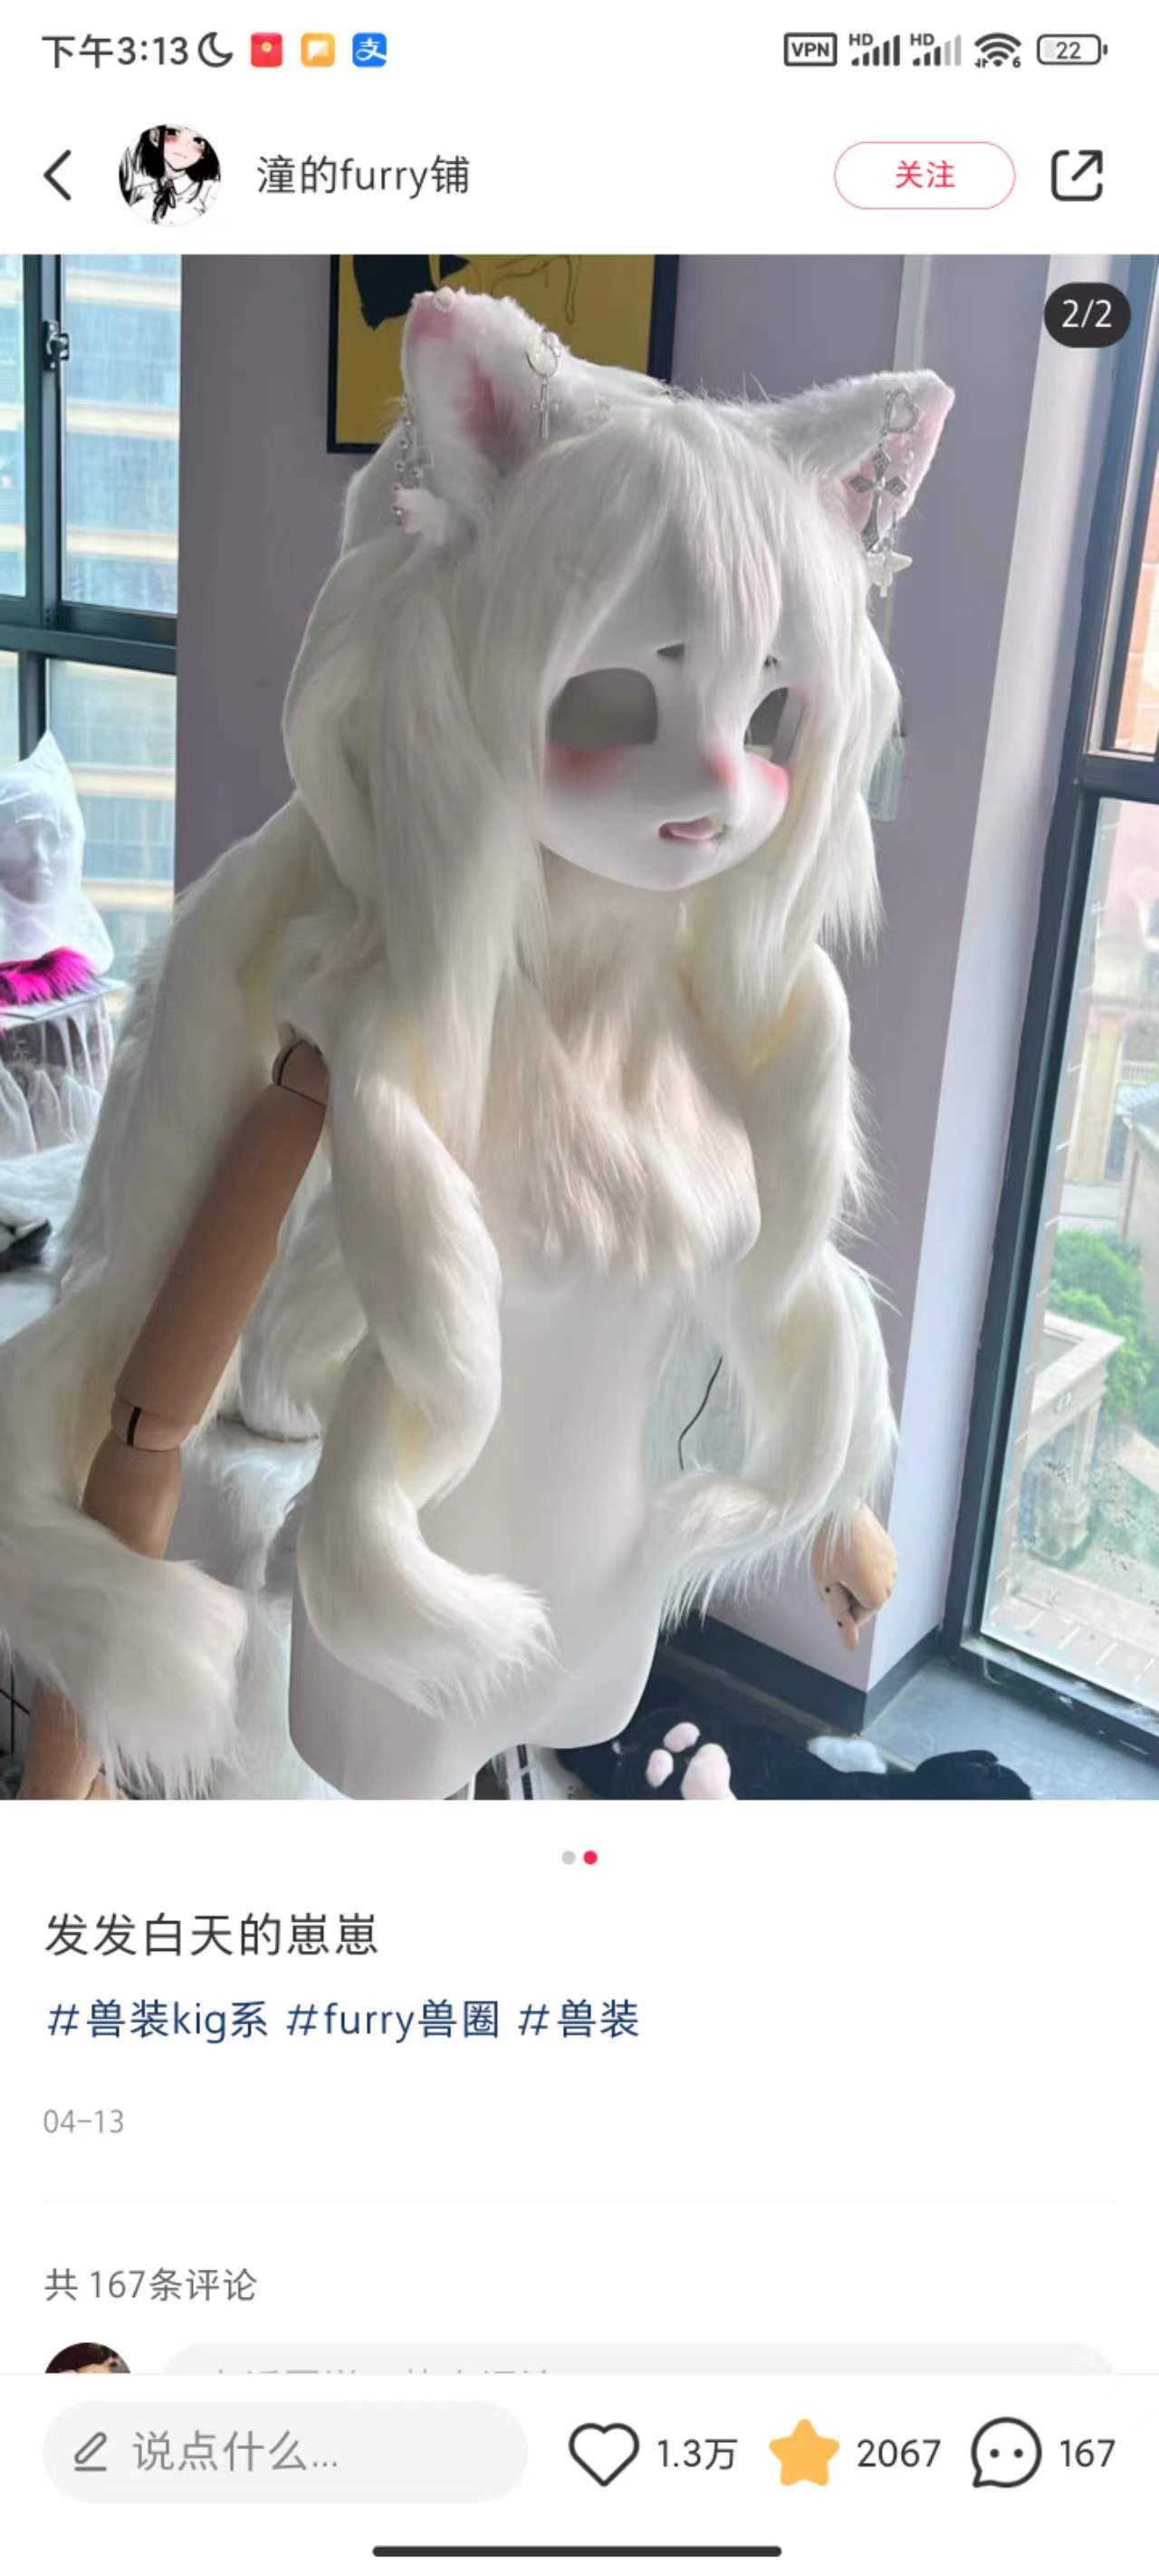 下午3:13
支
VPN
HD
HD
6
22
潼的furry铺
关注
2/2
发发白天的崽崽
#兽装kig系 #furry兽圈 #兽装
04-13
共 167条评论
说点什么...
1.3万
2067
167